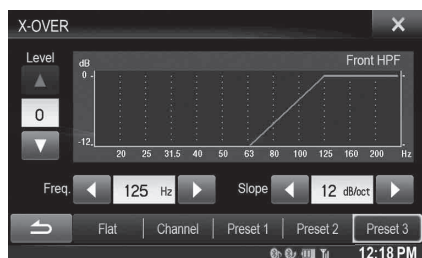 X-OVER
Level
dB
Front HPF
0
0
-12
20 25 31.5 40 50 63 80 100 125 160 200 Hz
Freq. 125 Hz Slope 12 dB/oct
Flat Channel Preset 1 Preset 2 Preset 3
12:18 PM